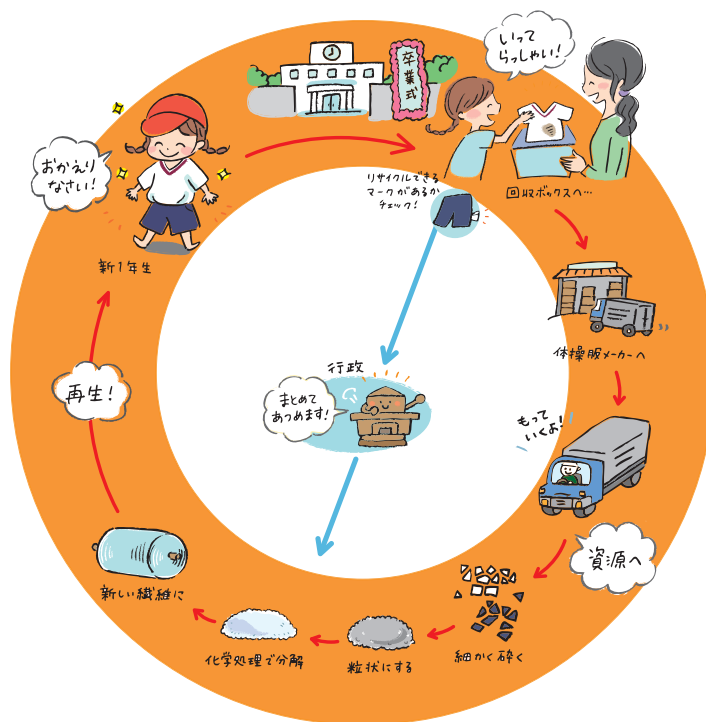 卒業式
いって
らっしゃい!
回収ボックスへ…
リサイクルできる
マークがあるか
チェック!
体操服メーカーへ
もって
いくよ!
資源へ
細かく砕く
粒状にする
化学処理で分解
新しい繊維に
再生!
新1年生
おかえり
なさい!
行政
まとめて
あつめます!